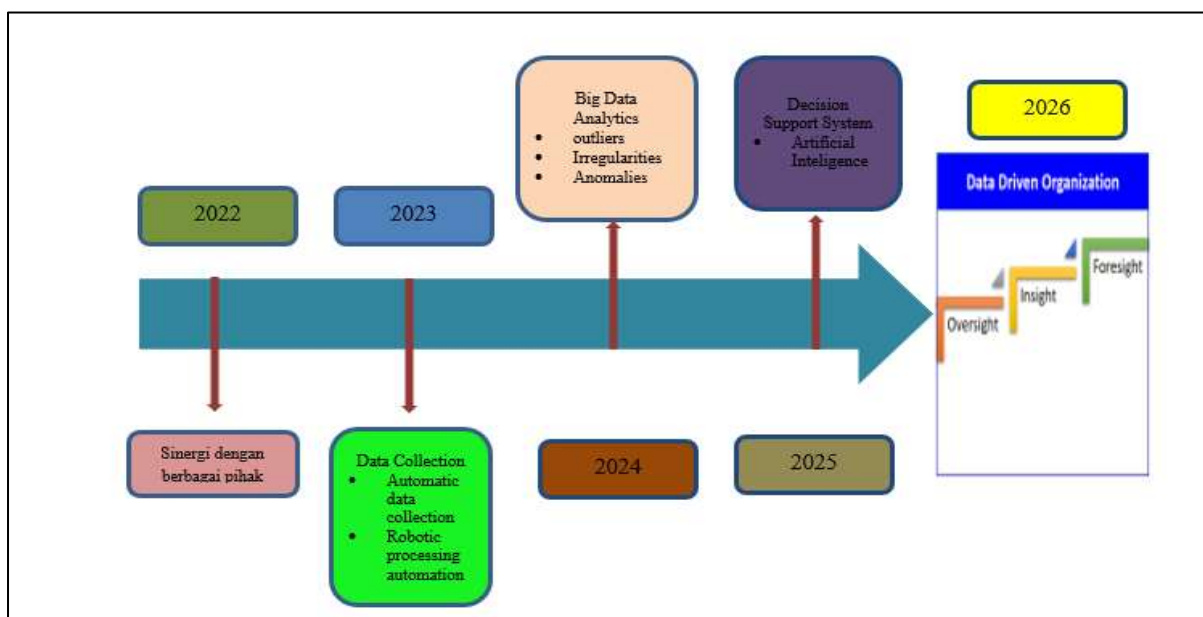 Big Data
Analytics
• outliers
• Irregularities
• Anomalies
Decision
Support System
• Artificial
Inteligence
2026
Data Driven Organization
2022
2023
Foresight
Insight
Oversight
Sinergi dengan
berbagai pihak
Data Collection
• Automatic
data
collection
• Robotic
processing
automation
2024
2025